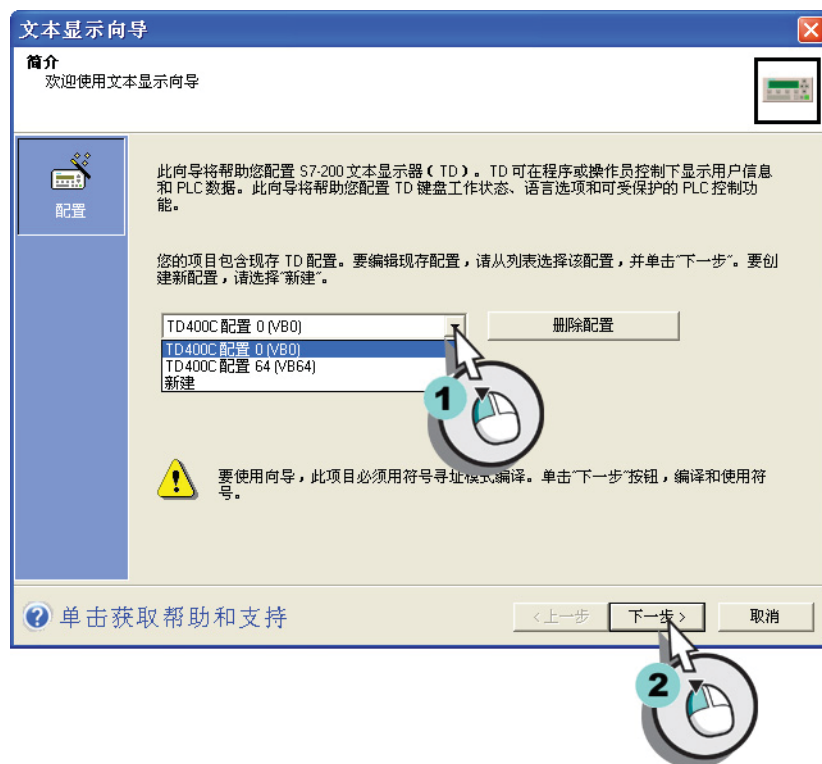 文本显示向导
简介
欢迎使用文本显示向导
配置
此向导将帮助您配置 S7-200 文本显示器(TD)。TD 可在程序或操作员控制下显示用户信息
和 PLC 数据。此向导将帮助您配置 TD 键盘工作状态、语言选项和可受保护的 PLC 控制功
能。
您的项目包含现存 TD 配置。要编辑现存配置,请从列表选择该配置,并单击“下一步”。要创
建新配置,请选择“新建”。
TD400C 配置 0 (VB0)
删除配置
TD400C 配置 0 (VB0)
TD400C 配置 64 (VB64)
新建
1
要使用向导,此项目必须用符号寻址模式编译。单击“下一步”按钮,编译和使用符
号。
单击获取帮助和支持
<上一步
下一步>
取消
2